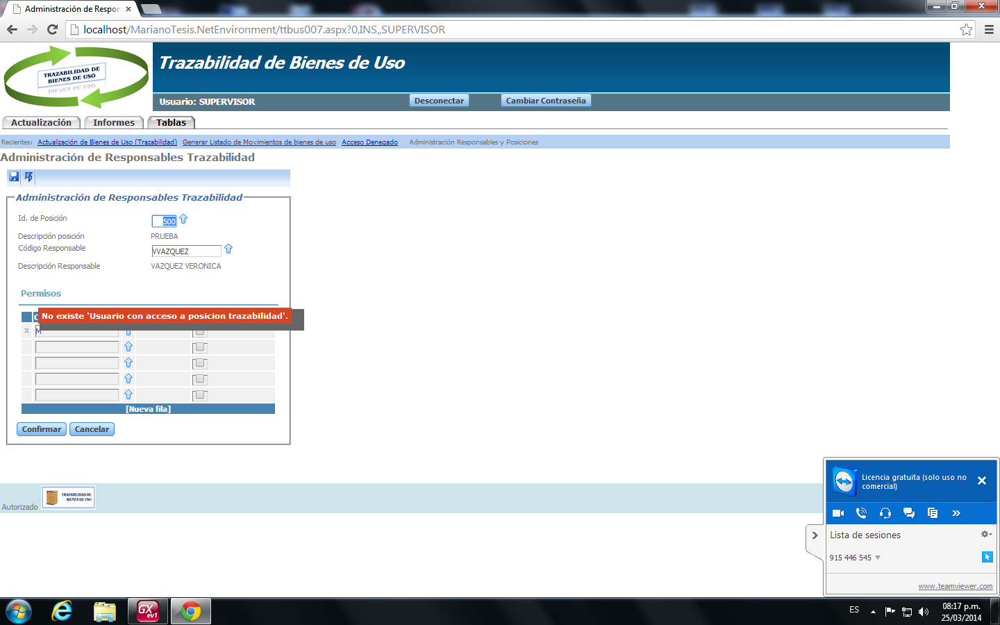 Administración de Respor
localhost/MarianoTesis.NetEnvironment/ttbus007.aspx?0,INS,,SUPERVISOR
TRAZABILIDAD DE
BIENES DE USO
Trazabilidad de Bienes de Uso
Usuario: SUPERVISOR
Desconectar
Cambiar Contraseña
Actualización
Informes
Tablas
Recientes: Actualización de Bienes de Uso (Trazabilidad) Generar Listado de Movimientos de bienes de uso Acceso Denegado Administración Responsables y Posiciones
Administración de Responsables Trazabilidad
Administración de Responsables Trazabilidad
Id. de Posición 500
Descripción posición PRUEBA
Código Responsable VVAZQUEZ
Descripción Responsable VAZQUEZ VERONICA
Permisos
No existe 'Usuario con acceso a posicion trazabilidad'.
M
[Nueva fila]
Confirmar Cancelar
Autorizado
TRAZABILIDAD DE
BIENES DE USO
Licencia gratuita (solo uso no
comercial)
Lista de sesiones
915 446 545
www.teamviewer.com
GX
ev1
ES
08:17 p.m.
25/03/2014